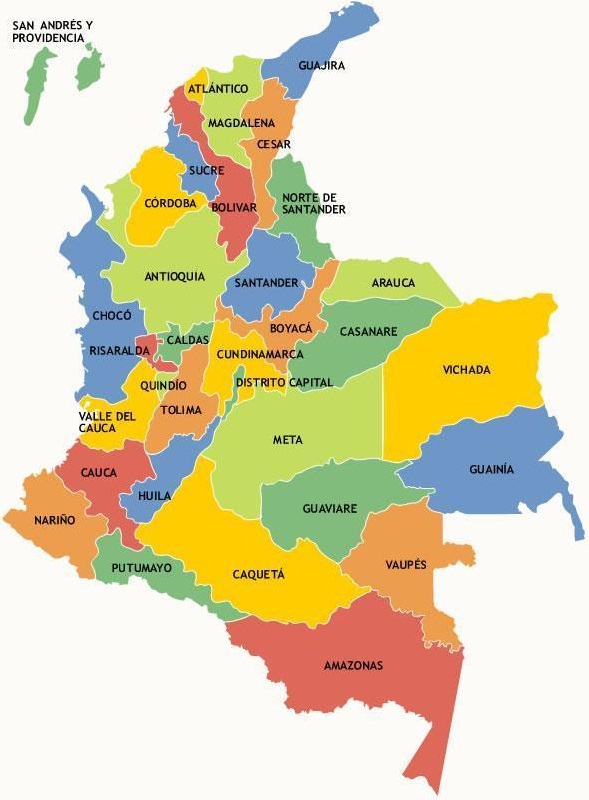 SAN ANDRÉS Y
PROVIDENCIA
GUAJIRA
ATLÁNTICO
MAGDALENA
CESAR
SUCRE
NORTE DE
SANTANDER
CÓRDOBA
BOLIVAR
ANTIOQUIA
SANTANDER
ARAUCA
CHOCÓ
BOYACÁ
CASANARE
CALDAS
RISARALDA
CUNDINAMARCA
VICHADA
QUINDÍO
DISTRITO CAPITAL
TOLIMA
VALLE DEL
CAUCA
META
CAUCA
GUAINÍA
HUILA
GUAVIARE
NARIÑO
VAUPÉS
PUTUMAYO
CAQUETÁ
AMAZONAS